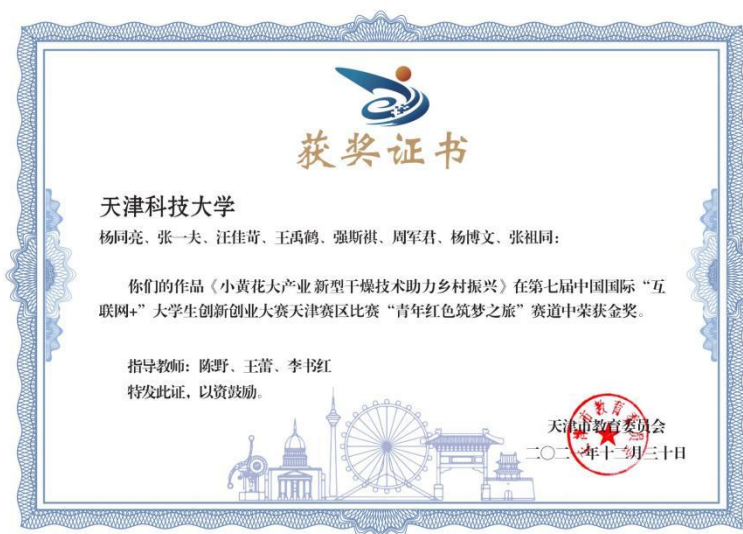 获奖证书
天津科技大学
杨同亮、张一夫、汪佳苛、王禹鹤、强斯祺、周军君、杨博文、张祖同：
你们的作品《小黄花大产业 新型干燥技术助力乡村振兴》在第七届中国国际“互
联网+”大学生创新创业大赛天津赛区比赛“青年红色筑梦之旅”赛道中荣获金奖。
指导教师：陈野、王蕾、李书红
特发此证，以资鼓励。
天津市教育委员会
二〇二 年十二月三十日